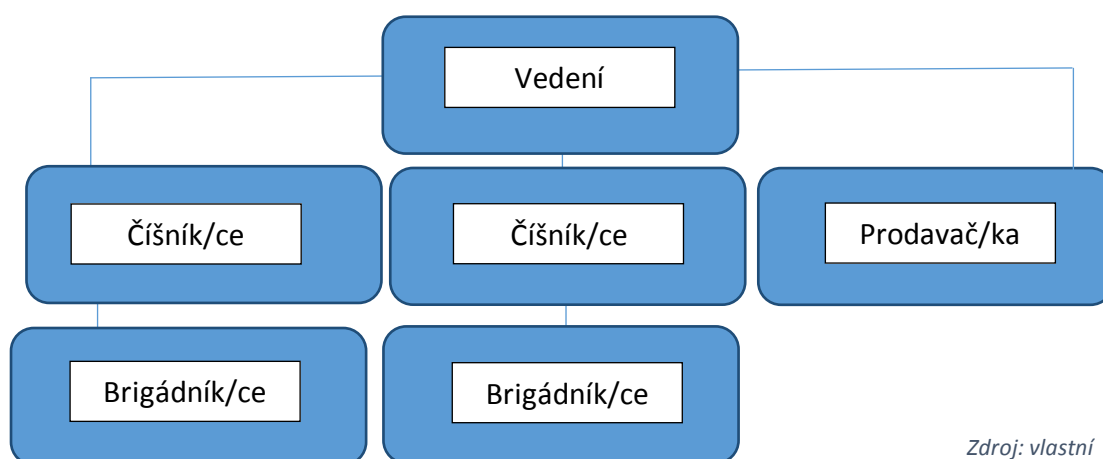 Vedení
Číšník/ce
Číšník/ce
Prodavač/ka
Brigádník/ce
Brigádník/ce
Zdroj: vlastní